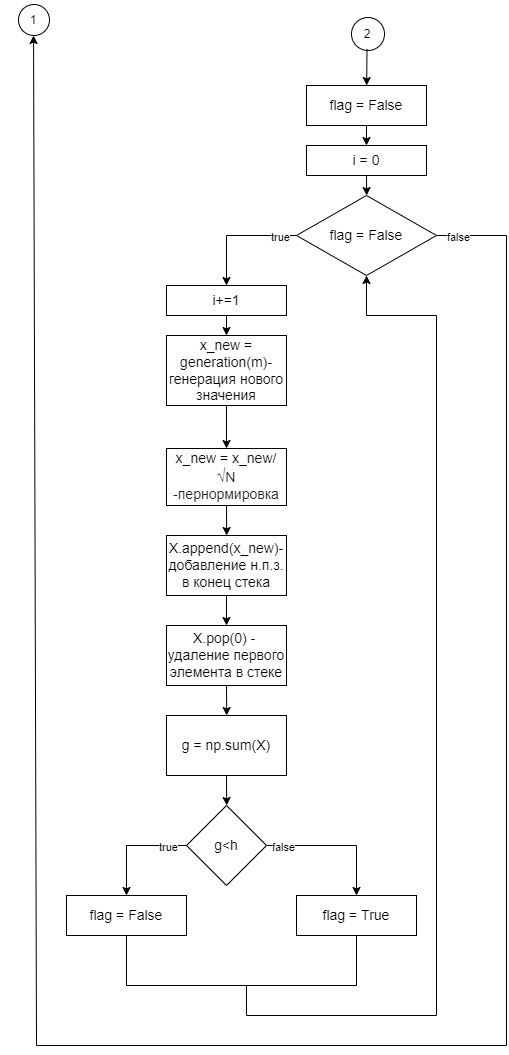 1
2
flag = False
i = 0
flag = False
true
false
i+=1
x_new =
generation(m)-
генерация нового
значения
x_new = x_new/
√N
-пернормировка
X.append(x_new)-
добавление н.п.з.
в конец стека
X.pop(0) -
удаление первого
элемента в стеке
g = np.sum(X)
g<h
true
false
flag = False
flag = True